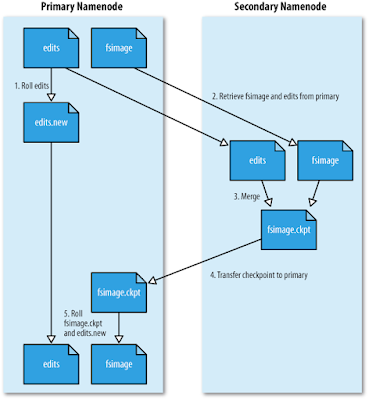 Primary Namenode
Secondary Namenode
edits
fsimage
1. Roll edits
2. Retrieve fsimage and edits from primary
edits.new
edits
fsimage
3. Merge
fsimage.ckpt
4. Transfer checkpoint to primary
fsimage.ckpt
5. Roll
fsimage.ckpt
and edits.new
edits
fsimage